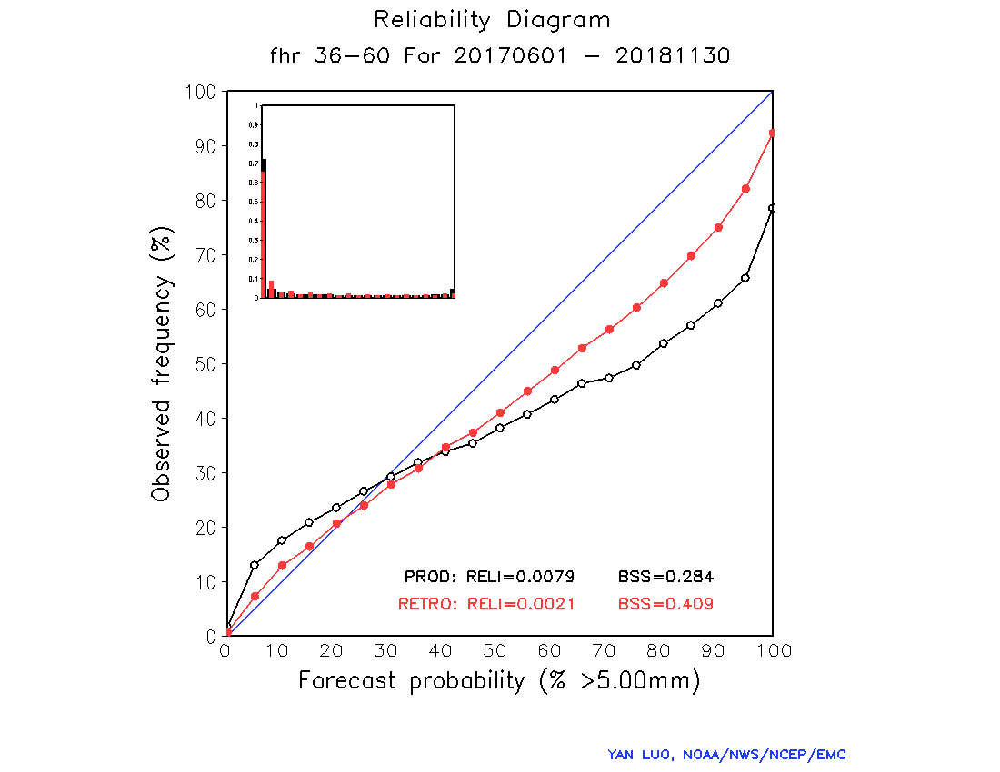 Reliability Diagram
fhr 36-60 For 20170601 - 20181130
100
90
80
70
60
50
40
30
20
10
0
1
0.9
0.8
0.7
0.6
0.5
0.4
0.3
0.2
0.1
0
Observed frequency (%)
PROD: RELI=0.0079 BSS=0.284
RETRO: RELI=0.0021 BSS=0.409
0 10 20 30 40 50 60 70 80 90 100
Forecast probability (% >5.00mm)
YAN LUO, NOAA/NWS/NCEP/EMC